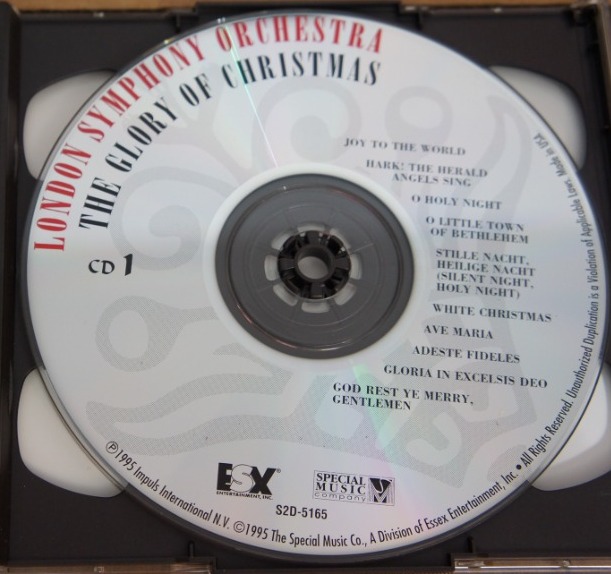 LONDON SYMPHONY ORCHESTRA
THE GLORY OF CHRISTMAS
CD 1
JOY TO THE WORLD
HARK! THE HERALD
ANGELS SING
O HOLY NIGHT
O LITTLE TOWN
OF BETHLEHEM
STILLE NACHT,
HEILIGE NACHT
(SILENT NIGHT,
HOLY NIGHT)
WHITE CHRISTMAS
AVE MARIA
ADESTE FIDELES
GLORIA IN EXCELSIS DEO
GOD REST YE MERRY,
GENTLEMEN
ESX®
ENTERTAINMENT, INC.
SPECIAL
MUSIC
company
S2D-5165
℗1995 Impuls International N.V. ©1995 The Special Music Co., A Division of Essex Entertainment, Inc. • All Rights Reserved. Unauthorized Duplication is a Violation of Applicable Laws. Made in USA